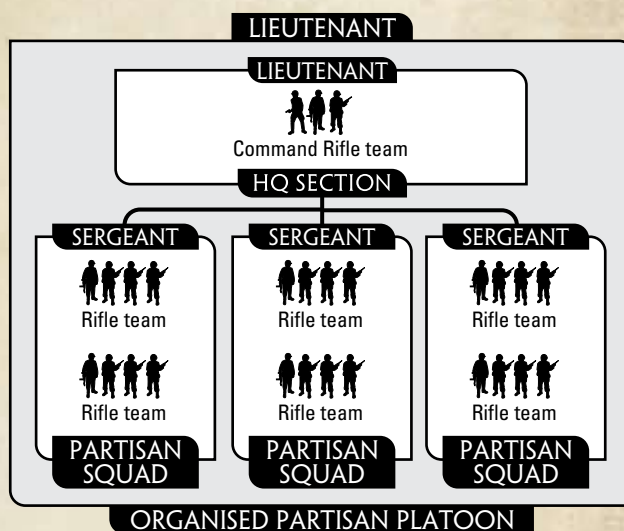 LIEUTENANT
LIEUTENANT
Command Rifle team
HQ SECTION
SERGEANT
Rifle team
Rifle team
PARTISAN
SQUAD
SERGEANT
Rifle team
Rifle team
PARTISAN
SQUAD
SERGEANT
Rifle team
Rifle team
PARTISAN
SQUAD
ORGANISED PARTISAN PLATOON